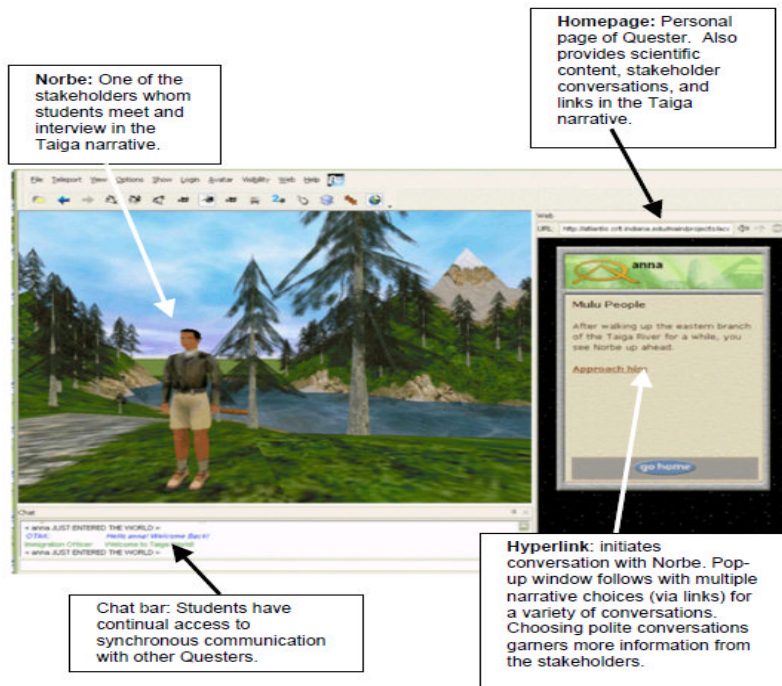 Homepage: Personal
page of Quester. Also
provides scientific
content, stakeholder
conversations, and
links in the Taiga
narrative.
Norbe: One of the
stakeholders whom
students meet and
interview in the
Taiga narrative.
File Teleport View Options Show Login Avatar Visibility Web Help
Web
URL:
anna
Mulu People
After walking up the eastern branch
of the Taiga River for a while, you
see Norbe up ahead.
Approach him
go home
Chat
« anna JUST ENTERED THE WORLD »
OTAK: Hello anna! Welcome Back!
Immigration Officer: Welcome to Taiga
« anna JUST ENTERED THE WORLD »
Chat bar: Students have
continual access to
synchronous communication
with other Questers.
Hyperlink: initiates
conversation with Norbe. Pop-
up window follows with multiple
narrative choices (via links) for
a variety of conversations.
Choosing polite conversations
garners more information from
the stakeholders.